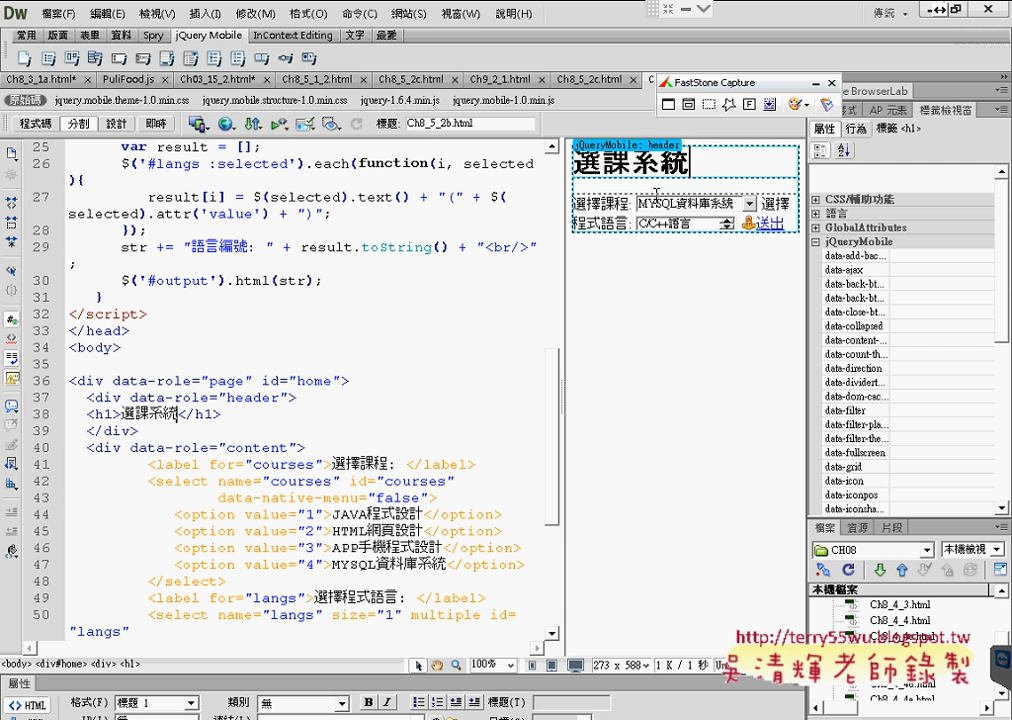 Dw 檔案(F) 編輯(E) 檢視(V) 插入(I) 修改(M) 格式(O) 命令(C) 網站(S) 視窗(W) 說明(H) 傳統
常用 版面 表單 資料 Spry jQuery Mobile InContext Editing 文字 最愛
Ch8_3_1a.html* PuliFood.js Ch03_15_2.html* Ch8_5_1_2.html Ch8_5_2c.html Ch9_2_1.html Ch8_5_2c.html
FastStone Capture
e BrowserLab
原始碼 jquery.mobile.theme-1.0.min.css jquery.mobile.structure-1.0.min.css jquery-1.6.4.min.js jquery.mobile-1.0.min.js
AP 元素 標籤檢視窗
程式碼 分割 設計 即時 標題: Ch8_5_2b.html
屬性 行為 標籤 <h1>
25 var result = [];
26 $('#langs :selected').each(function(i, selected
){
27 result[i] = $(selected).text() + "(" + $(
selected).attr('value') + ")";
28 });
29 str += "語言編號: " + result.toString() + "<br/>"
;
30 $('#output').html(str);
31 }
32 </script>
33 </head>
34 <body>
35
36 <div data-role="page" id="home">
37 <div data-role="header">
38 <h1>選課系統</h1>
39 </div>
40 <div data-role="content">
41 <label for="courses">選擇課程: </label>
42 <select name="courses" id="courses"
43 data-native-menu="false">
44 <option value="1">JAVA程式設計</option>
45 <option value="2">HTML網頁設計</option>
46 <option value="3">APP手機程式設計</option>
47 <option value="4">MYSQL資料庫系統</option>
48 </select>
49 <label for="langs">選擇程式語言: </label>
50 <select name="langs" size="1" multiple id=
"langs"
jQueryMobile: header
選課系統
選擇課程: MYSQL資料庫系統 選擇
程式語言: C/C++語言 送出
CSS/輔助功能
語言
GlobalAttributes
jQueryMobile
data-add-bac...
data-ajax
data-back-bt...
data-back-bt...
data-close-bt...
data-collapsed
data-content-...
data-count-th...
data-direction
data-dividert...
data-dom-cac...
data-filter
data-filter-pla...
data-filter-the...
data-fullscreen
data-grid
data-icon
data-iconpos
data-iconsha...
檔案 資源 片段
CH08 本機檢視
本機檔案
Ch8_4_3.html
Ch8_4_4.html
http://terry55wu.blogspot.tw
吳清輝老師錄製
<body> <div#home> <div> <h1> 100% 273 x 588 1 K / 1 秒
屬性
<> HTML 格式(F) 標題 1 類別 無 B I 標題(T)